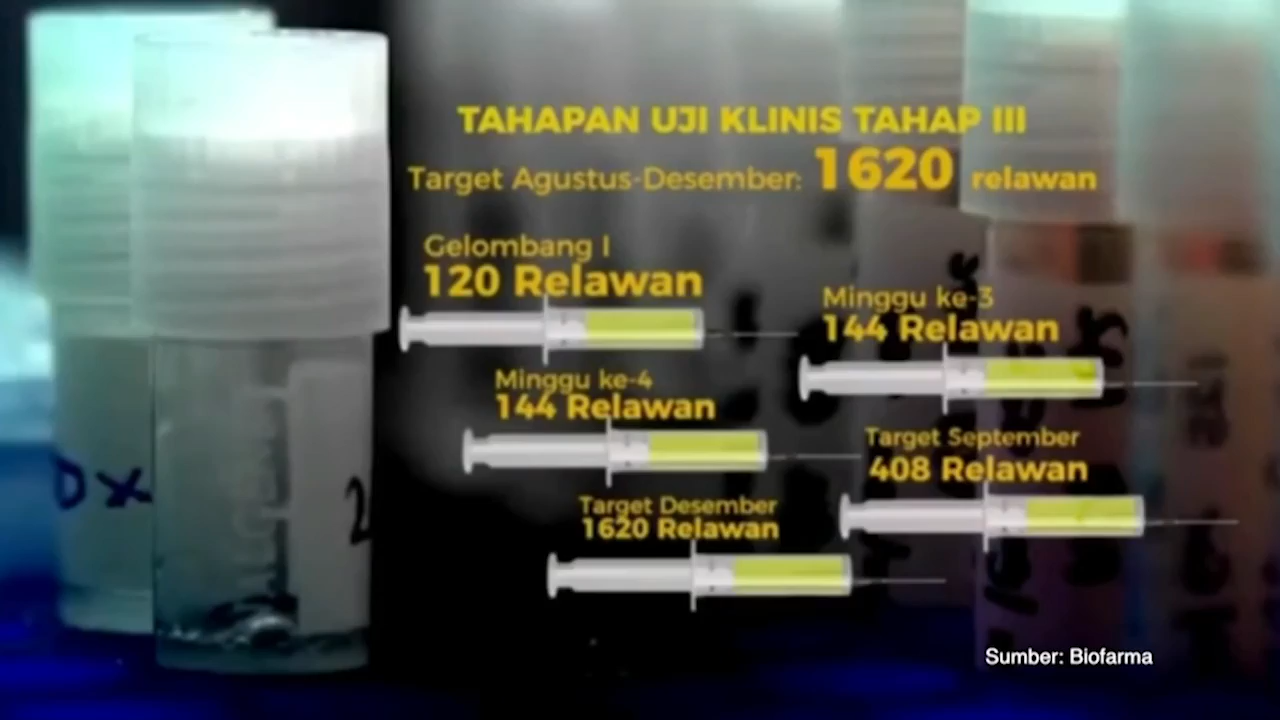 TAHAPAN UJI KLINIS TAHAP III
Target Agustus-Desember: 1620 relawan
Gelombang I
120 Relawan
Minggu ke-3
144 Relawan
Minggu ke-4
144 Relawan
Target September
408 Relawan
Target Desember
1620 Relawan
Sumber: Biofarma